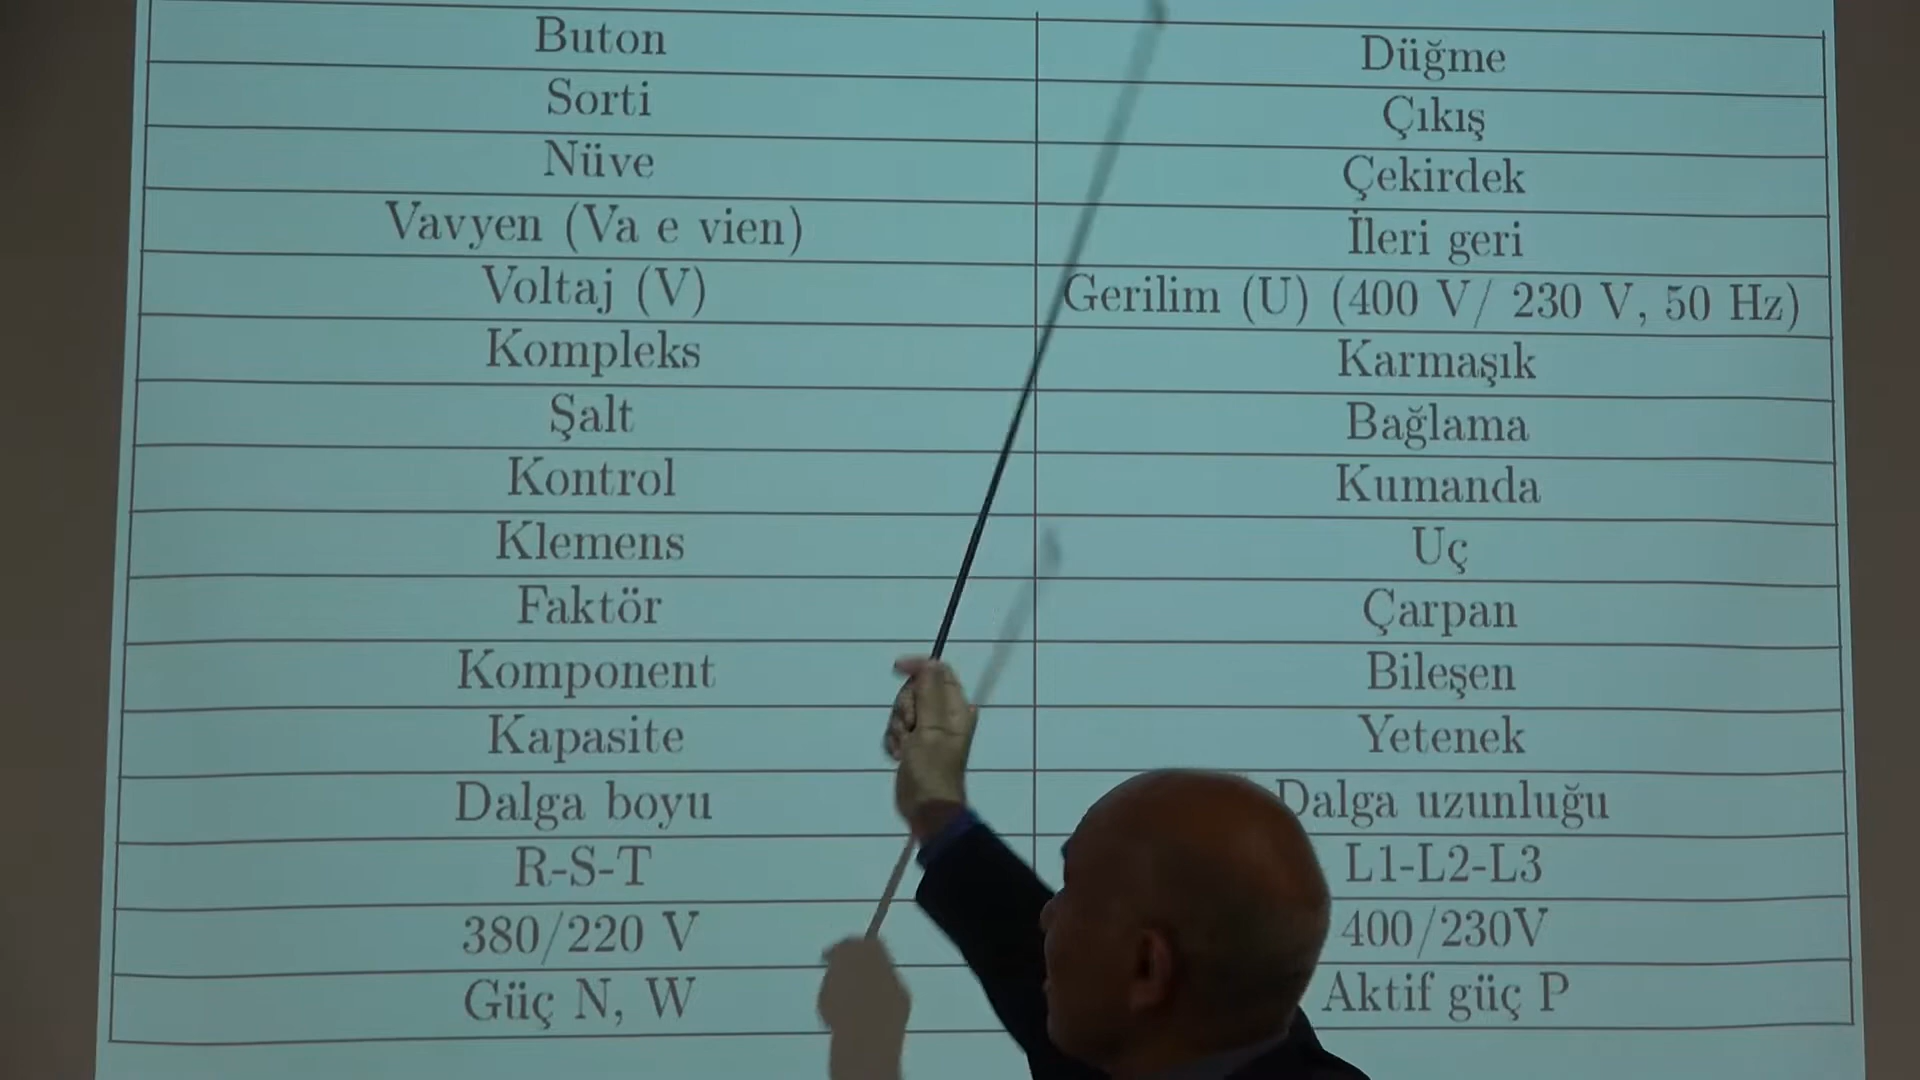 Buton Düğme
Sorti Çıkış
Nüve Çekirdek
Vavyen (Va e vien) İleri geri
Voltaj (V) Gerilim (U) (400 V/ 230 V, 50 Hz)
Kompleks Karmaşık
Şalt Bağlama
Kontrol Kumanda
Klemens Uç
Faktör Çarpan
Komponent Bileşen
Kapasite Yetenek
Dalga boyu Dalga uzunluğu
R-S-T L1-L2-L3
380/220 V 400/230V
Güç N, W Aktif güç P